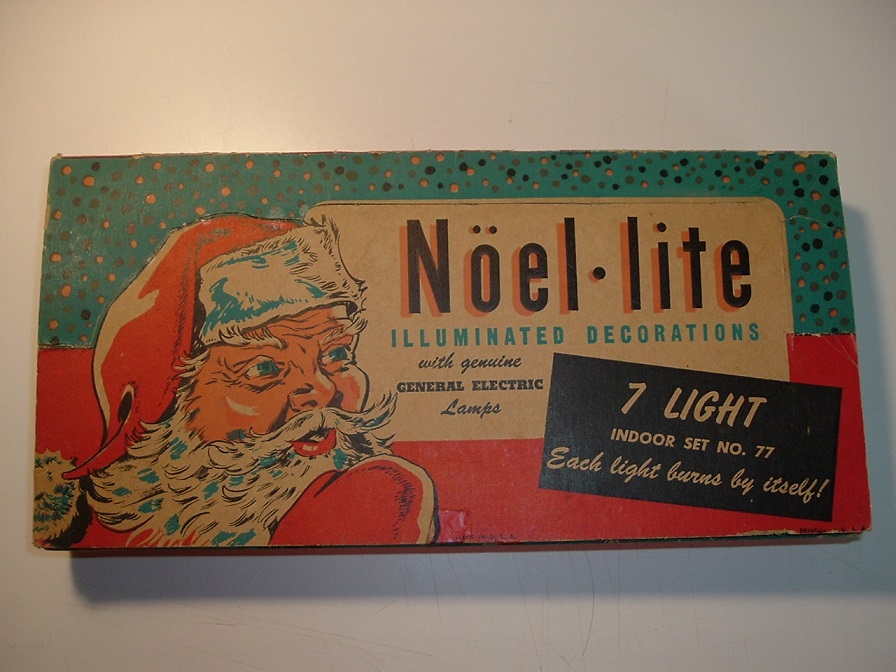 Nöel·lite
ILLUMINATED DECORATIONS
with genuine
GENERAL ELECTRIC
Lamps
7 LIGHT
INDOOR SET NO. 77
Each light burns by itself!